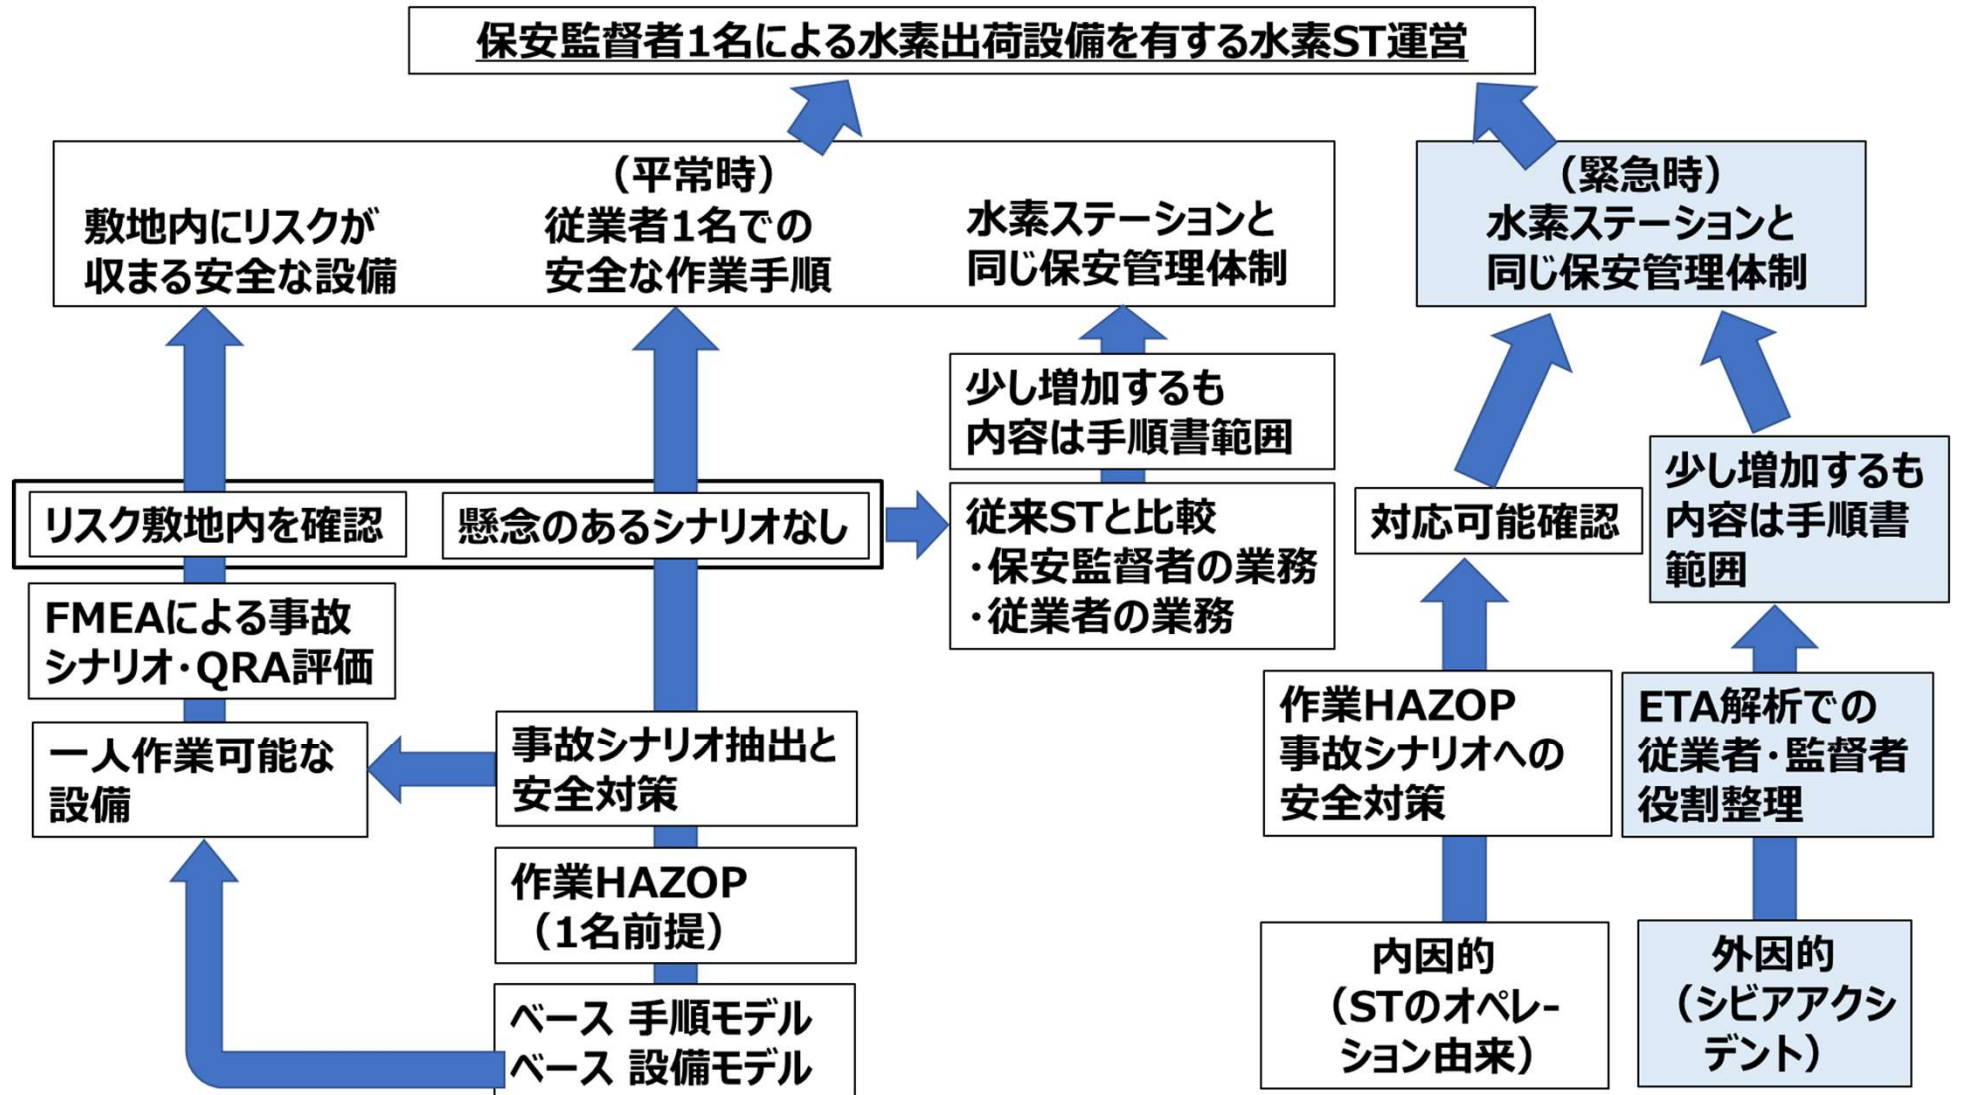 保安監督者1名による水素出荷設備を有する水素ST運営
（平常時）
敷地内にリスクが
収まる安全な設備
従業者1名での
安全な作業手順
水素ステーションと
同じ保安管理体制
（緊急時）
水素ステーションと
同じ保安管理体制
少し増加するも
内容は手順書範囲
リスク敷地内を確認
懸念のあるシナリオなし
従来STと比較
・保安監督者の業務
・従業者の業務
対応可能確認
少し増加するも
内容は手順書
範囲
FMEAによる事故
シナリオ・QRA評価
一人作業可能な
設備
事故シナリオ抽出と
安全対策
作業HAZOP
（1名前提）
ベース 手順モデル
ベース 設備モデル
作業HAZOP
事故シナリオへの
安全対策
ETA解析での
従業者・監督者
役割整理
内因的
（STのオペレｰ
ション由来）
外因的
（シビアアクシ
デント）